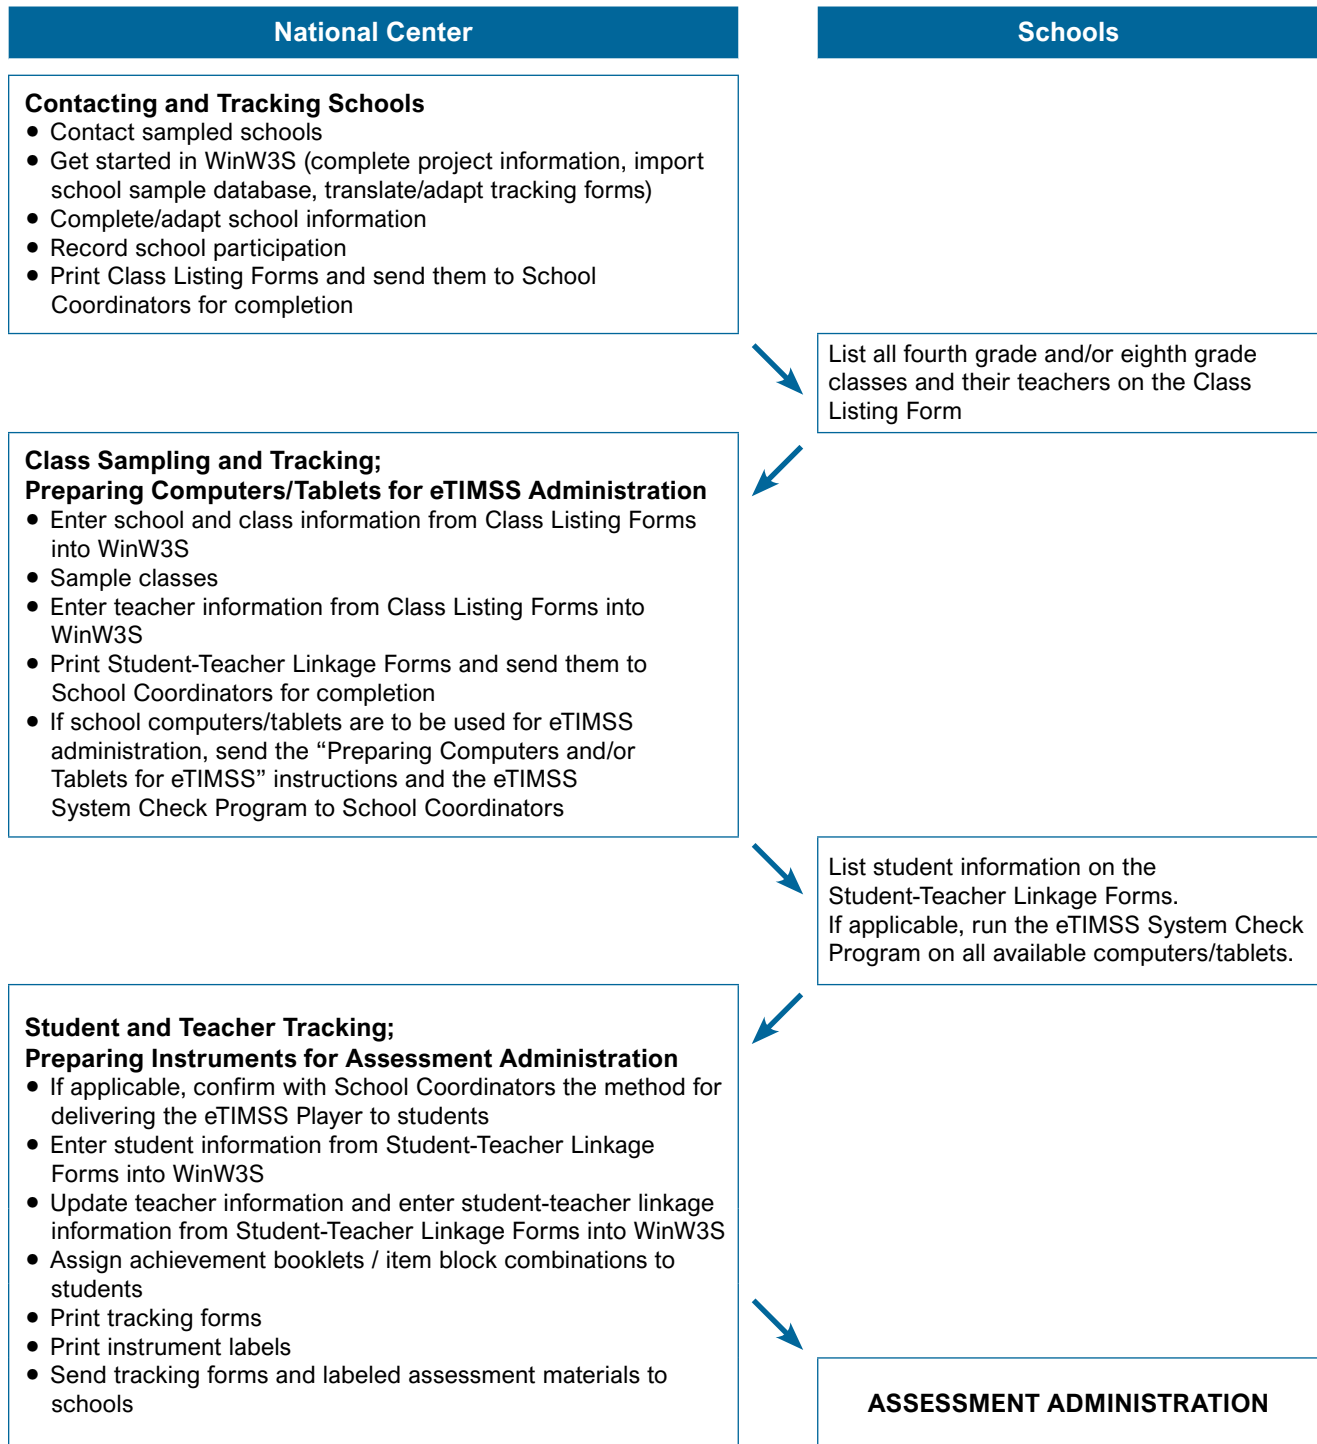 National Center
Schools
Contacting and Tracking Schools
• Contact sampled schools
• Get started in WinW3S (complete project information, import
school sample database, translate/adapt tracking forms)
• Complete/adapt school information
• Record school participation
• Print Class Listing Forms and send them to School
Coordinators for completion
List all fourth grade and/or eighth grade
classes and their teachers on the Class
Listing Form
Class Sampling and Tracking;
Preparing Computers/Tablets for eTIMSS Administration
• Enter school and class information from Class Listing Forms
into WinW3S
• Sample classes
• Enter teacher information from Class Listing Forms into
WinW3S
• Print Student-Teacher Linkage Forms and send them to
School Coordinators for completion
• If school computers/tablets are to be used for eTIMSS
administration, send the “Preparing Computers and/or
Tablets for eTIMSS” instructions and the eTIMSS
System Check Program to School Coordinators
List student information on the
Student-Teacher Linkage Forms.
If applicable, run the eTIMSS System Check
Program on all available computers/tablets.
Student and Teacher Tracking;
Preparing Instruments for Assessment Administration
• If applicable, confirm with School Coordinators the method for
delivering the eTIMSS Player to students
• Enter student information from Student-Teacher Linkage
Forms into WinW3S
• Update teacher information and enter student-teacher linkage
information from Student-Teacher Linkage Forms into WinW3S
• Assign achievement booklets / item block combinations to
students
• Print tracking forms
• Print instrument labels
• Send tracking forms and labeled assessment materials to
schools
ASSESSMENT ADMINISTRATION